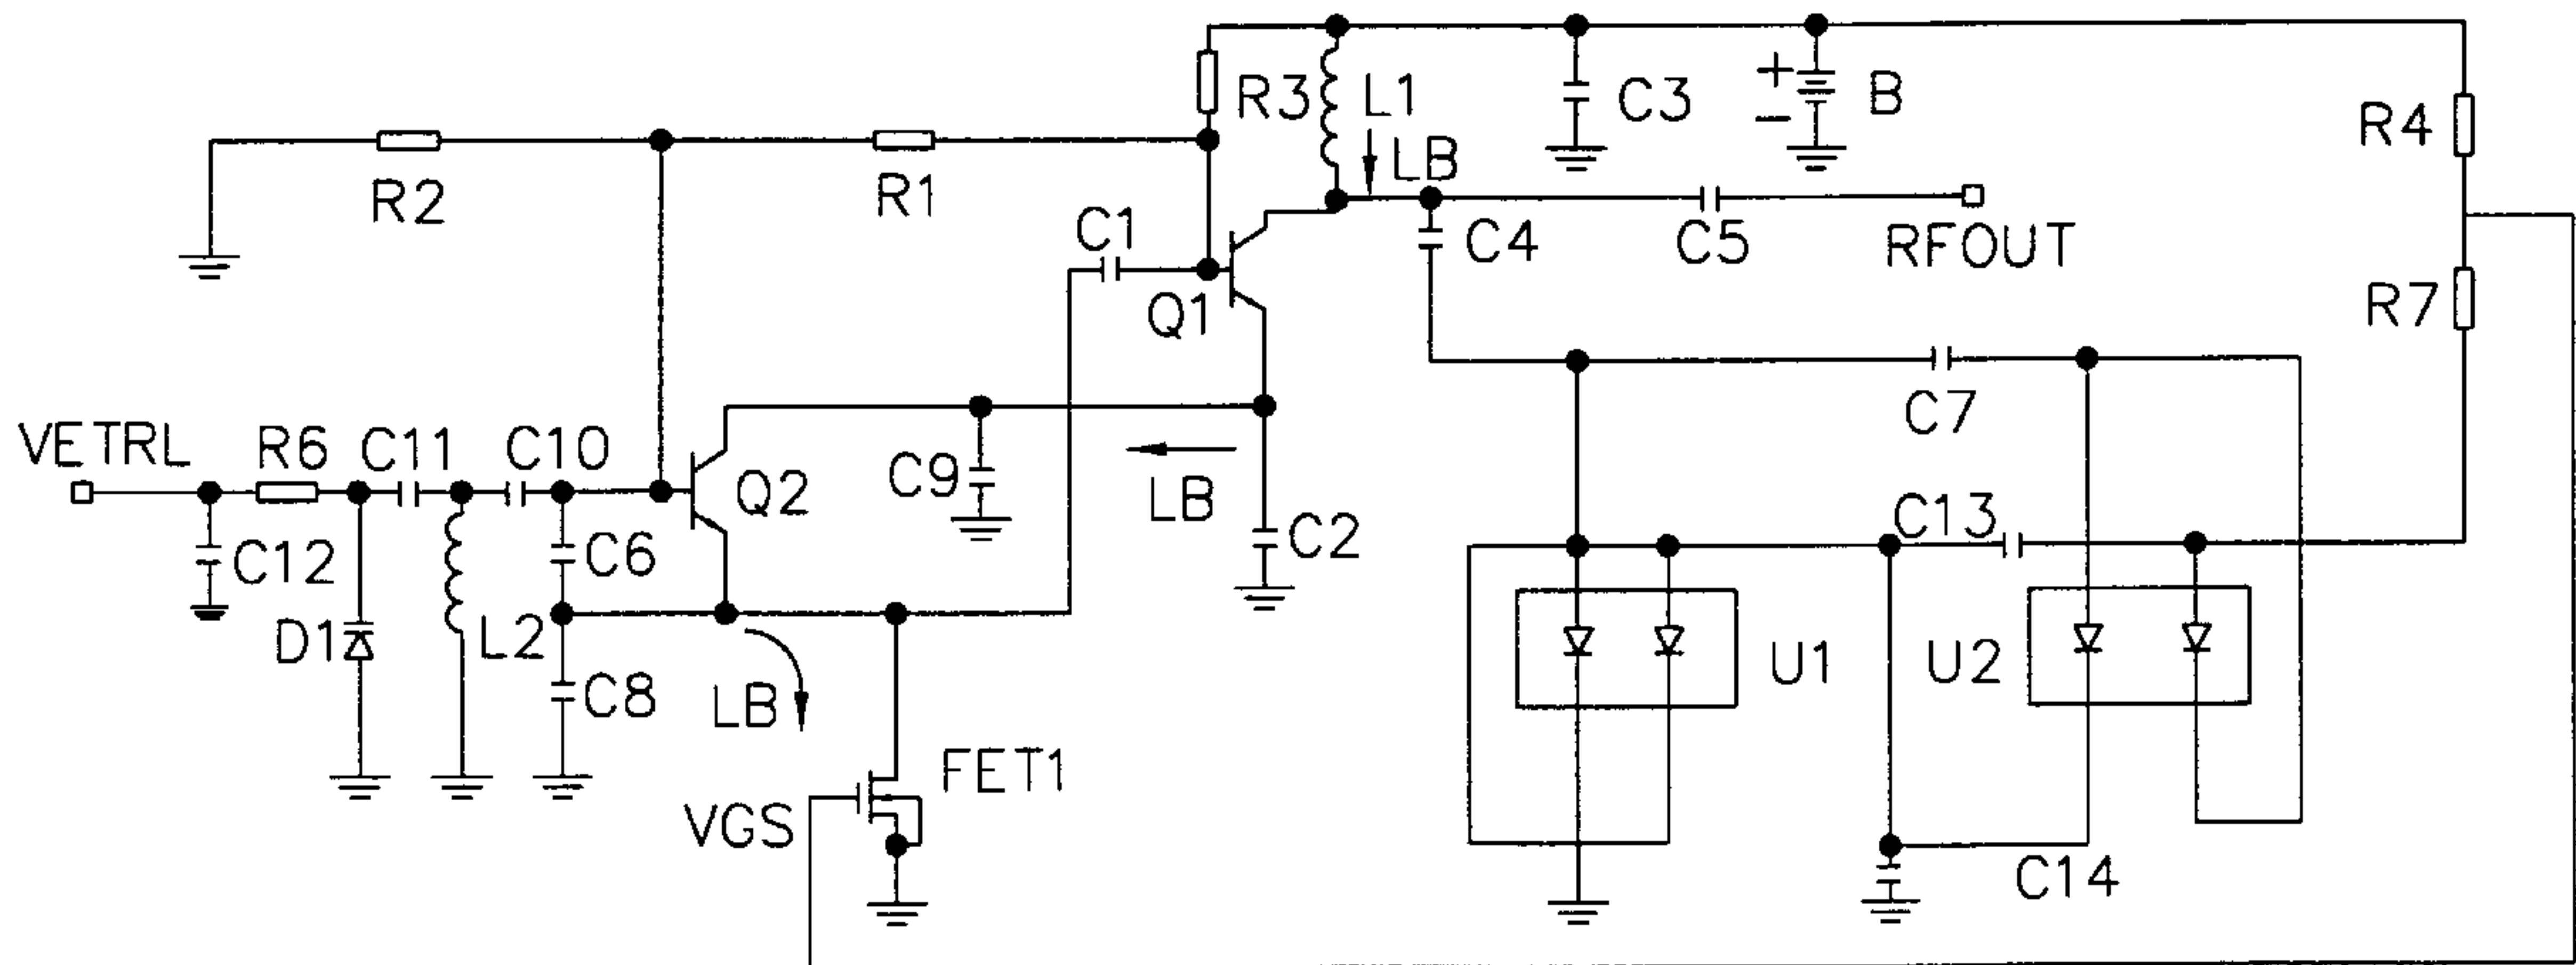 R3
L1
LB
C3
+
−
B
R4
R2
R1
C1
Q1
C4
C5
RFOUT
R7
C7
VETRL
R6
C11
C10
Q2
C9
LB
C2
C13
C12
C6
D1
L2
C8
LB
U1
U2
FET1
VGS
C14